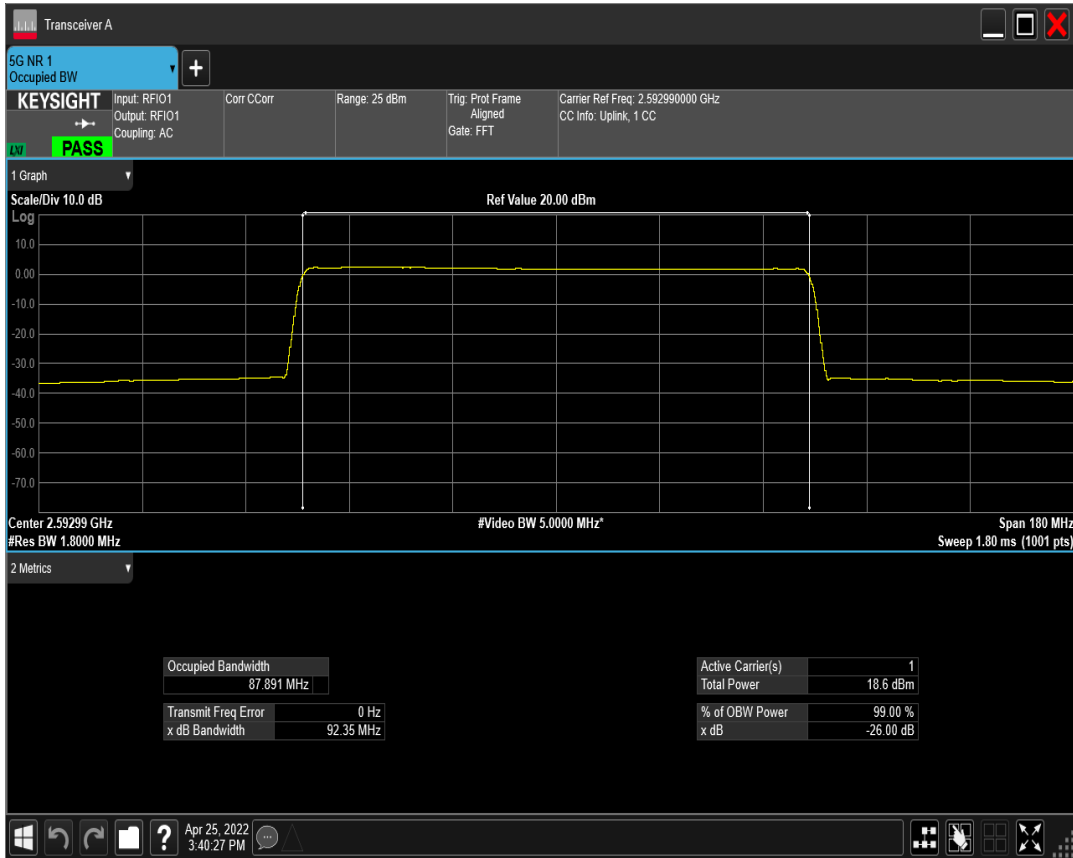 Transceiver A
5G NR 1
Occupied BW
KEYSIGHT
LXI
PASS
Input: RFIO1
Output: RFIO1
Coupling: AC
Corr CCorr
Range: 25 dBm
Trig: Prot Frame
Aligned
Gate: FFT
Carrier Ref Freq: 2.592990000 GHz
CC Info: Uplink, 1 CC
1 Graph
Scale/Div 10.0 dB
Ref Value 20.00 dBm
Log
10.0
0.00
-10.0
-20.0
-30.0
-40.0
-50.0
-60.0
-70.0
Center 2.59299 GHz
#Video BW 5.0000 MHz*
Span 180 MHz
#Res BW 1.8000 MHz
Sweep 1.80 ms (1001 pts)
2 Metrics
Occupied Bandwidth
87.891 MHz
Transmit Freq Error 0 Hz
x dB Bandwidth 92.35 MHz
Active Carrier(s) 1
Total Power 18.6 dBm
% of OBW Power 99.00 %
x dB -26.00 dB
?
Apr 25, 2022
3:40:27 PM